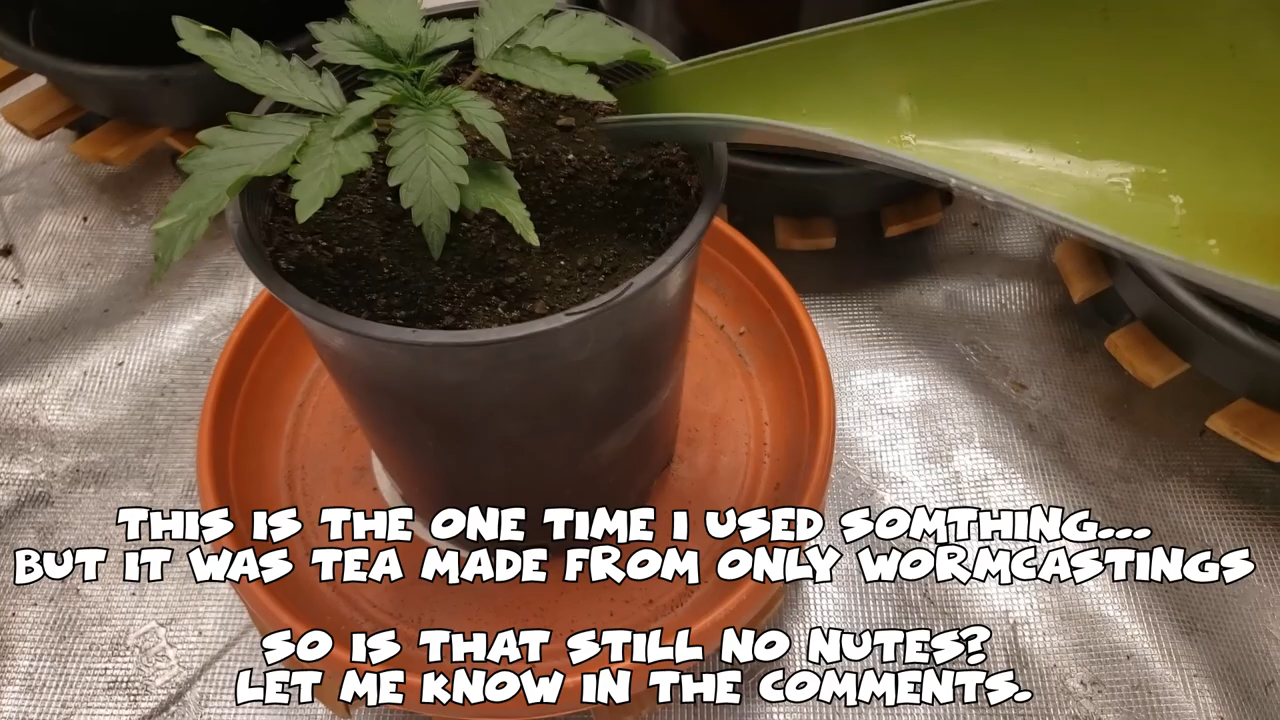 THIS IS THE ONE TIME I USED SOMTHING...
BUT IT WAS TEA MADE FROM ONLY WORMCASTINGS
SO IS THAT STILL NO NUTES?
LET ME KNOW IN THE COMMENTS.